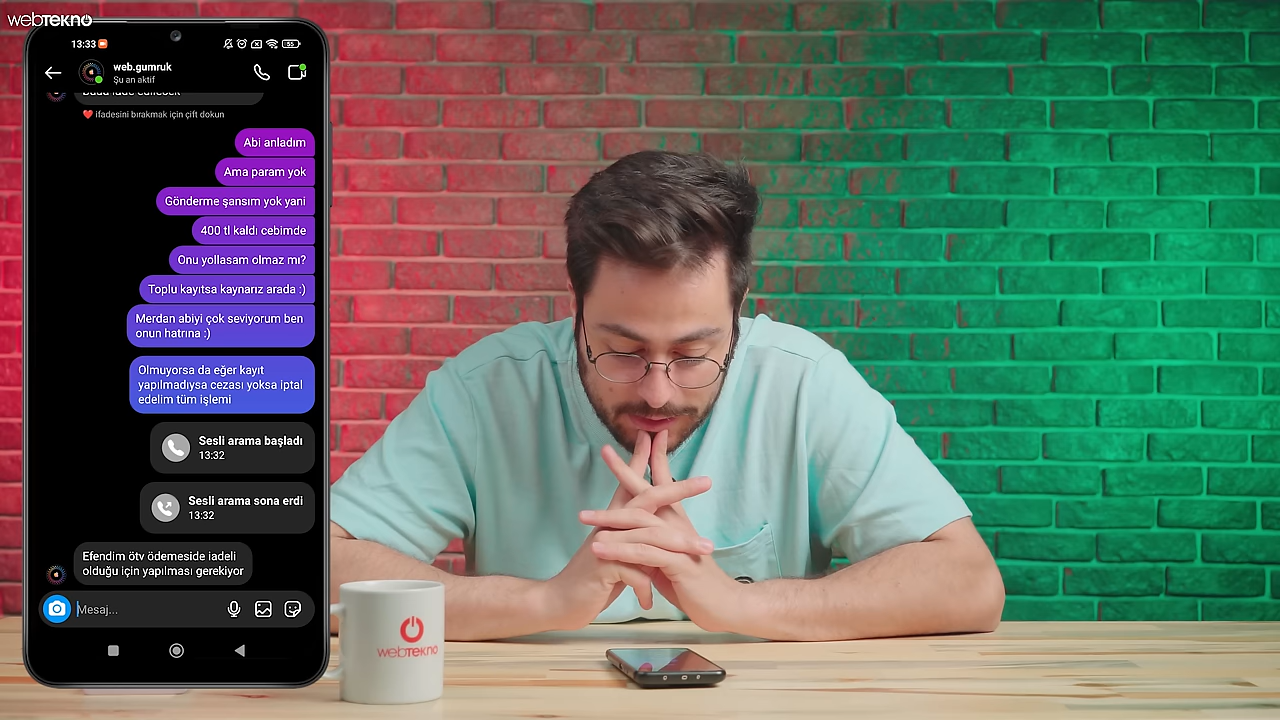 webTEKNO
13:33
55
web.gumruk
Şu an aktif
❤️ ifadesini bırakmak için çift dokun
Abi anladım
Ama param yok
Gönderme şansım yok yani
400 tl kaldı cebimde
Onu yollasam olmaz mı?
Toplu kayıtsa kaynarız arada :)
Merdan abiyi çok seviyorum ben
onun hatrına :)
Olmuyorsa da eğer kayıt
yapılmadıysa cezası yoksa iptal
edelim tüm işlemi
Sesli arama başladı
13:32
Sesli arama sona erdi
13:32
Efendim ötv ödemeside iadeli
olduğu için yapılması gerekiyor
Mesaj...
webTEKNO